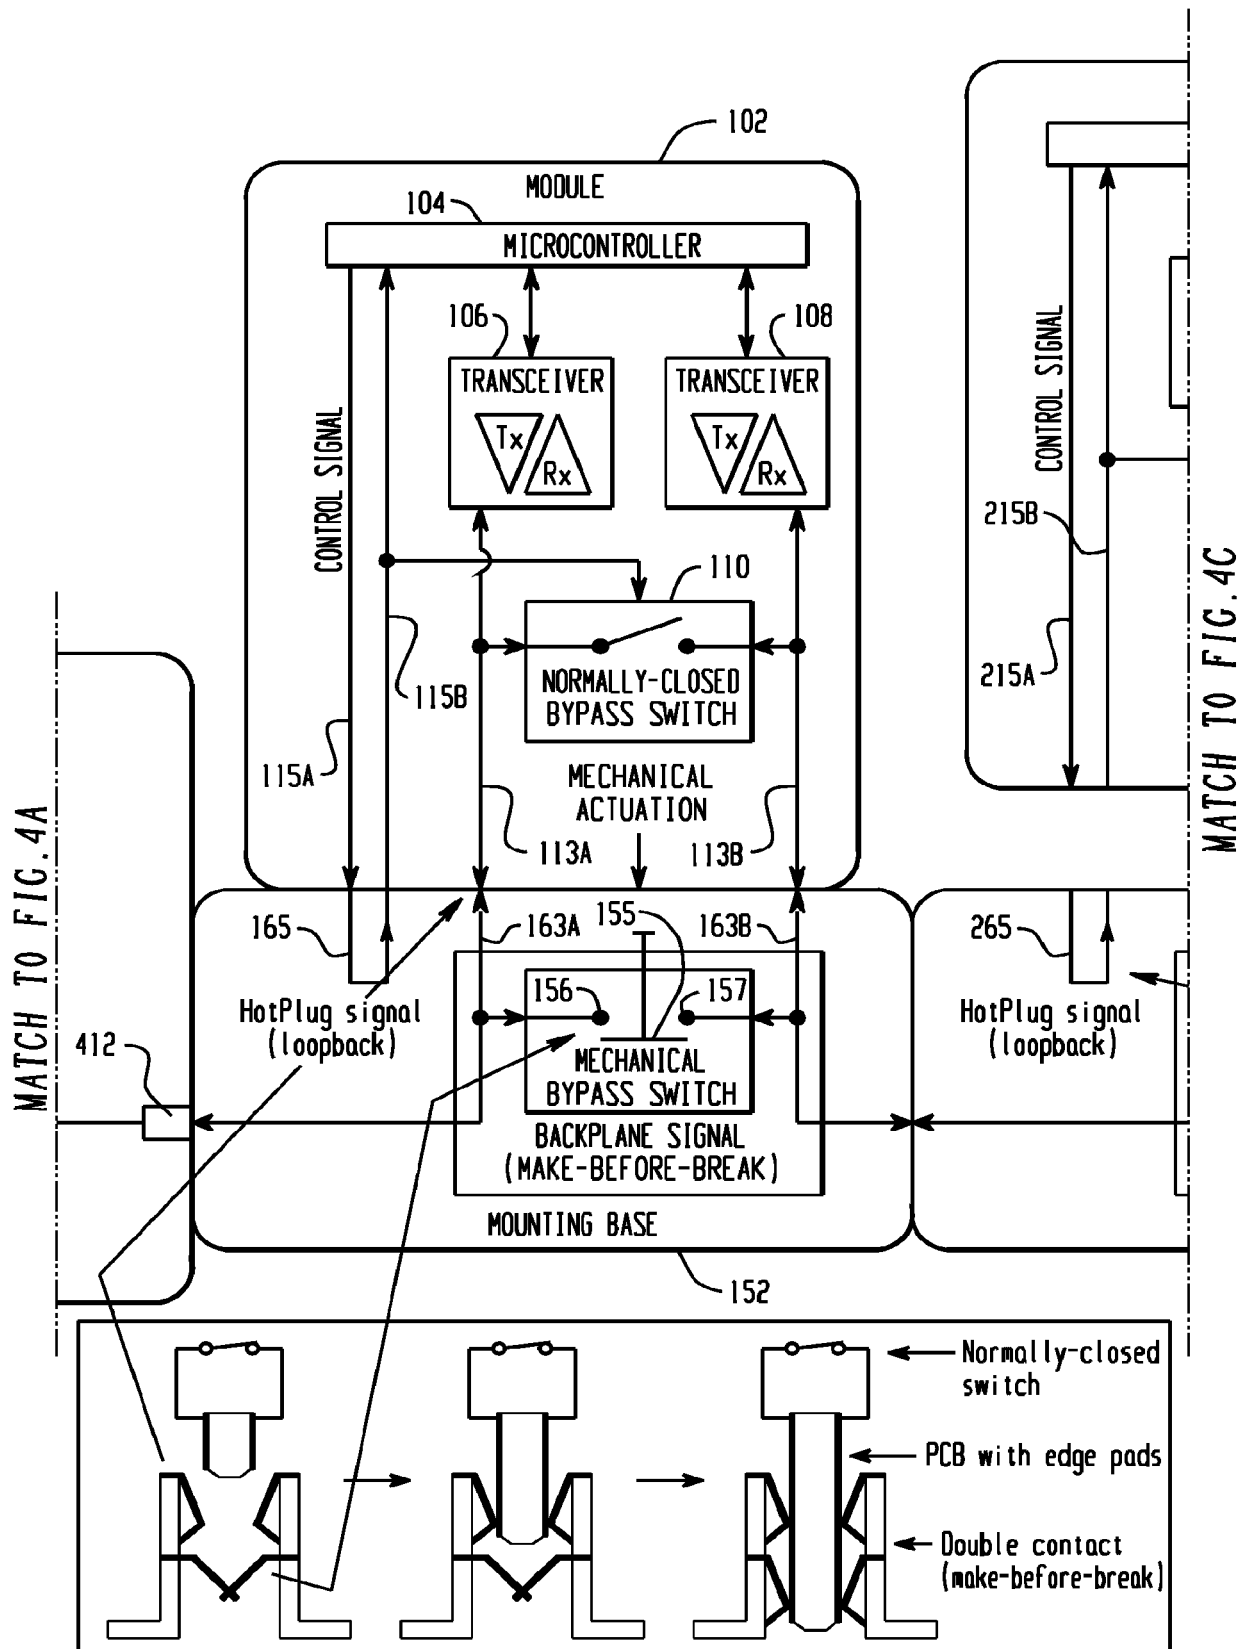 102
MODULE
104
MICROCONTROLLER
106
108
TRANSCEIVER
TRANSCEIVER
Tx
Rx
Tx
Rx
CONTROL SIGNAL
CONTROL SIGNAL
215B
110
NORMALLY-CLOSED
BYPASS SWITCH
115B
215A
115A
MECHANICAL
ACTUATION
113A
113B
MATCH TO FIG.4A
MATCH TO FIG.4C
165
163A
155
163B
265
156
157
HotPlug signal
(loopback)
HotPlug signal
(loopback)
412
MECHANICAL
BYPASS SWITCH
BACKPLANE SIGNAL
(MAKE-BEFORE-BREAK)
MOUNTING BASE
152
Normally-closed
switch
PCB with edge pads
Double contact
(make-before-break)